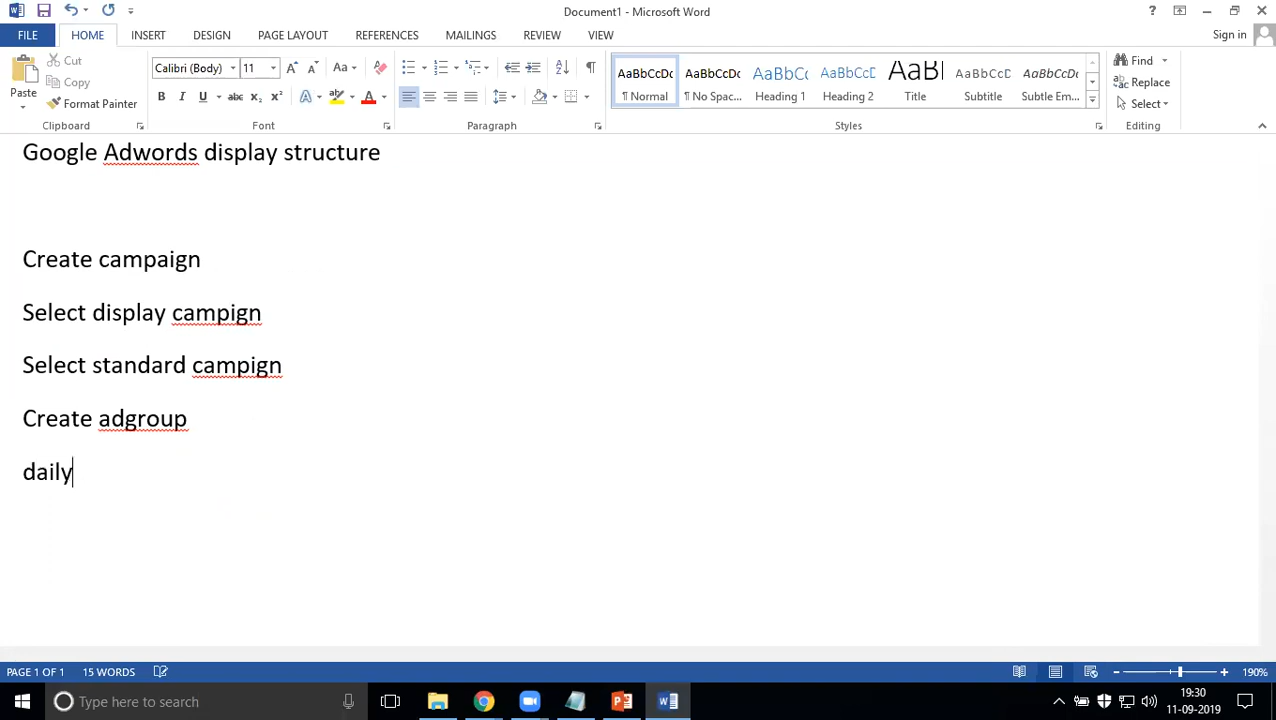 Document1 - Microsoft Word
?
Sign in
FILE HOME INSERT DESIGN PAGE LAYOUT REFERENCES MAILINGS REVIEW VIEW
Paste
Cut
Copy
Format Painter
Clipboard
Calibri (Body) 11
Font
Paragraph
AaBbCcDc AaBbCcDc AaBbCc AaBbCcC AaBl AaBbCcD AaBbCcDc
¶ Normal ¶ No Spac... Heading 1 Heading 2 Title Subtitle Subtle Em...
Styles
Find
Replace
Select
Editing
Google Adwords display structure
Create campaign
Select display campign
Select standard campign
Create adgroup
daily
PAGE 1 OF 1 15 WORDS
190%
Type here to search
19:30
11-09-2019